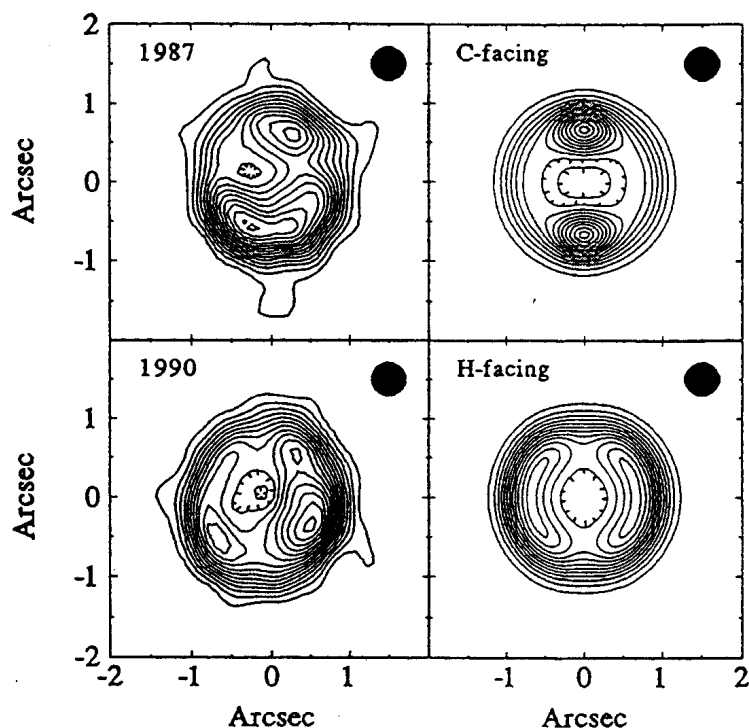 2
1987
C-facing
1
0
-1
Arcsec
1990
H-facing
1
0
-1
-2
Arcsec
-2 -1 0 1 -1 0 1 2
Arcsec Arcsec